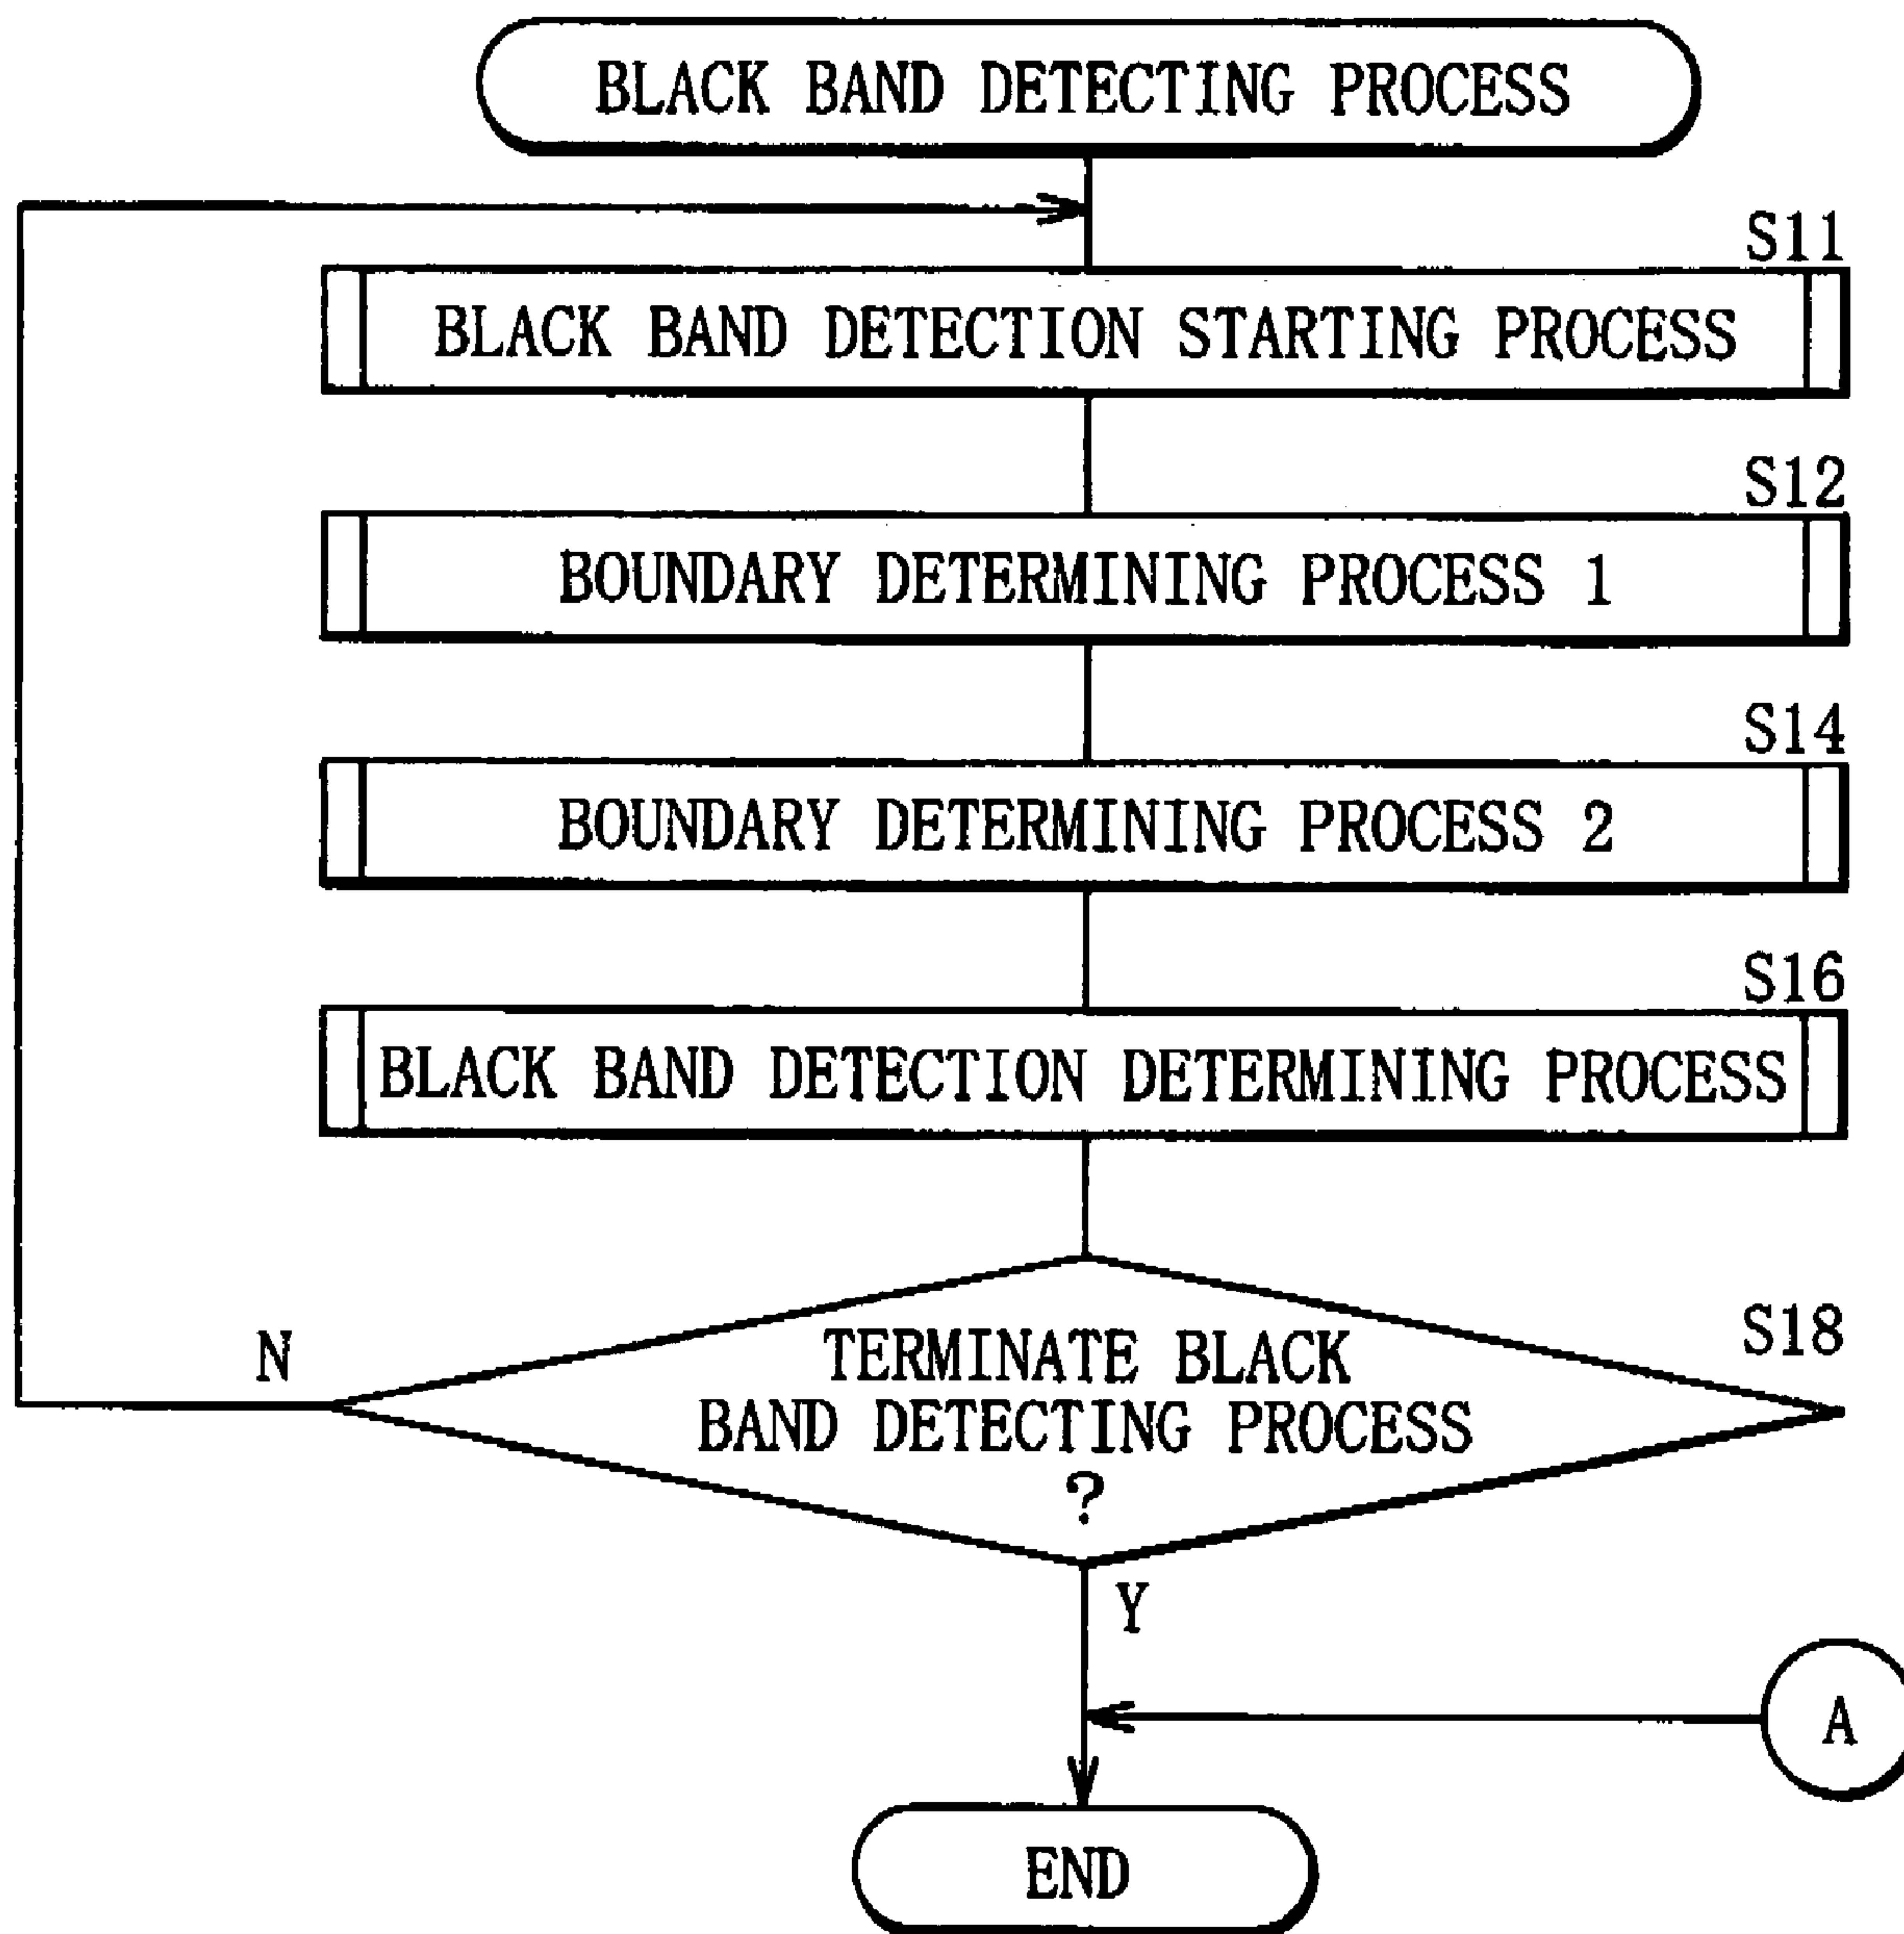 BLACK BAND DETECTING PROCESS
S11
BLACK BAND DETECTION STARTING PROCESS
S12
BOUNDARY DETERMINING PROCESS 1
S14
BOUNDARY DETERMINING PROCESS 2
S16
BLACK BAND DETECTION DETERMINING PROCESS
S18
N
TERMINATE BLACK
BAND DETECTING PROCESS
?
Y
A
END